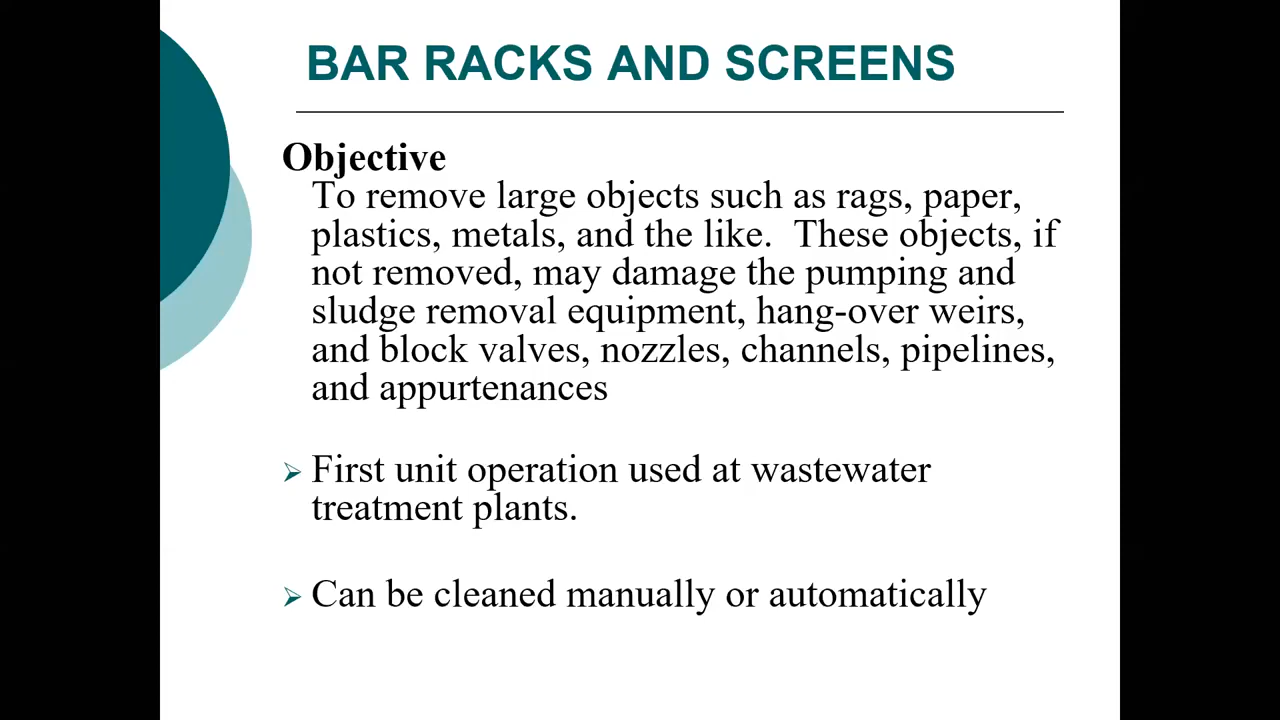 BAR RACKS AND SCREENS
Objective
To remove large objects such as rags, paper,
plastics, metals, and the like.  These objects, if
not removed, may damage the pumping and
sludge removal equipment, hang-over weirs,
and block valves, nozzles, channels, pipelines,
and appurtenances
➢ First unit operation used at wastewater
treatment plants.
➢ Can be cleaned manually or automatically